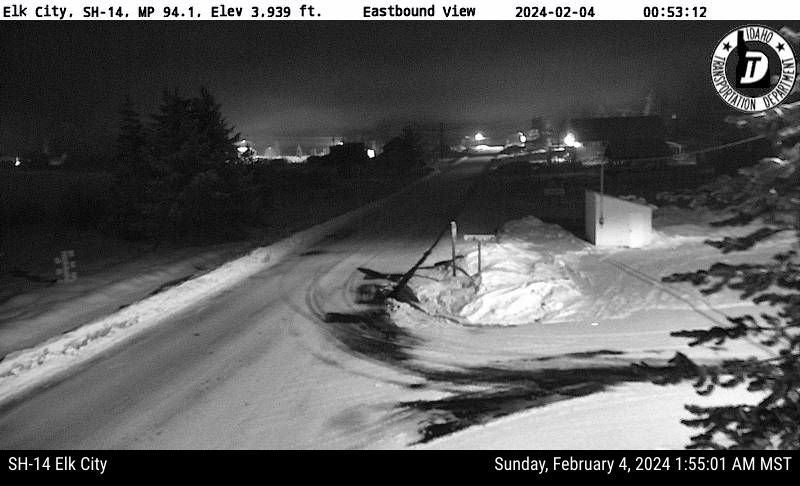 Elk City, SH-14, MP 94.1, Elev 3,939 ft. Eastbound View 2024-02-04 00:53:12
IDAHO
TRANSPORTATION DEPARTMENT
SH-14 Elk City Sunday, February 4, 2024 1:55:01 AM MST